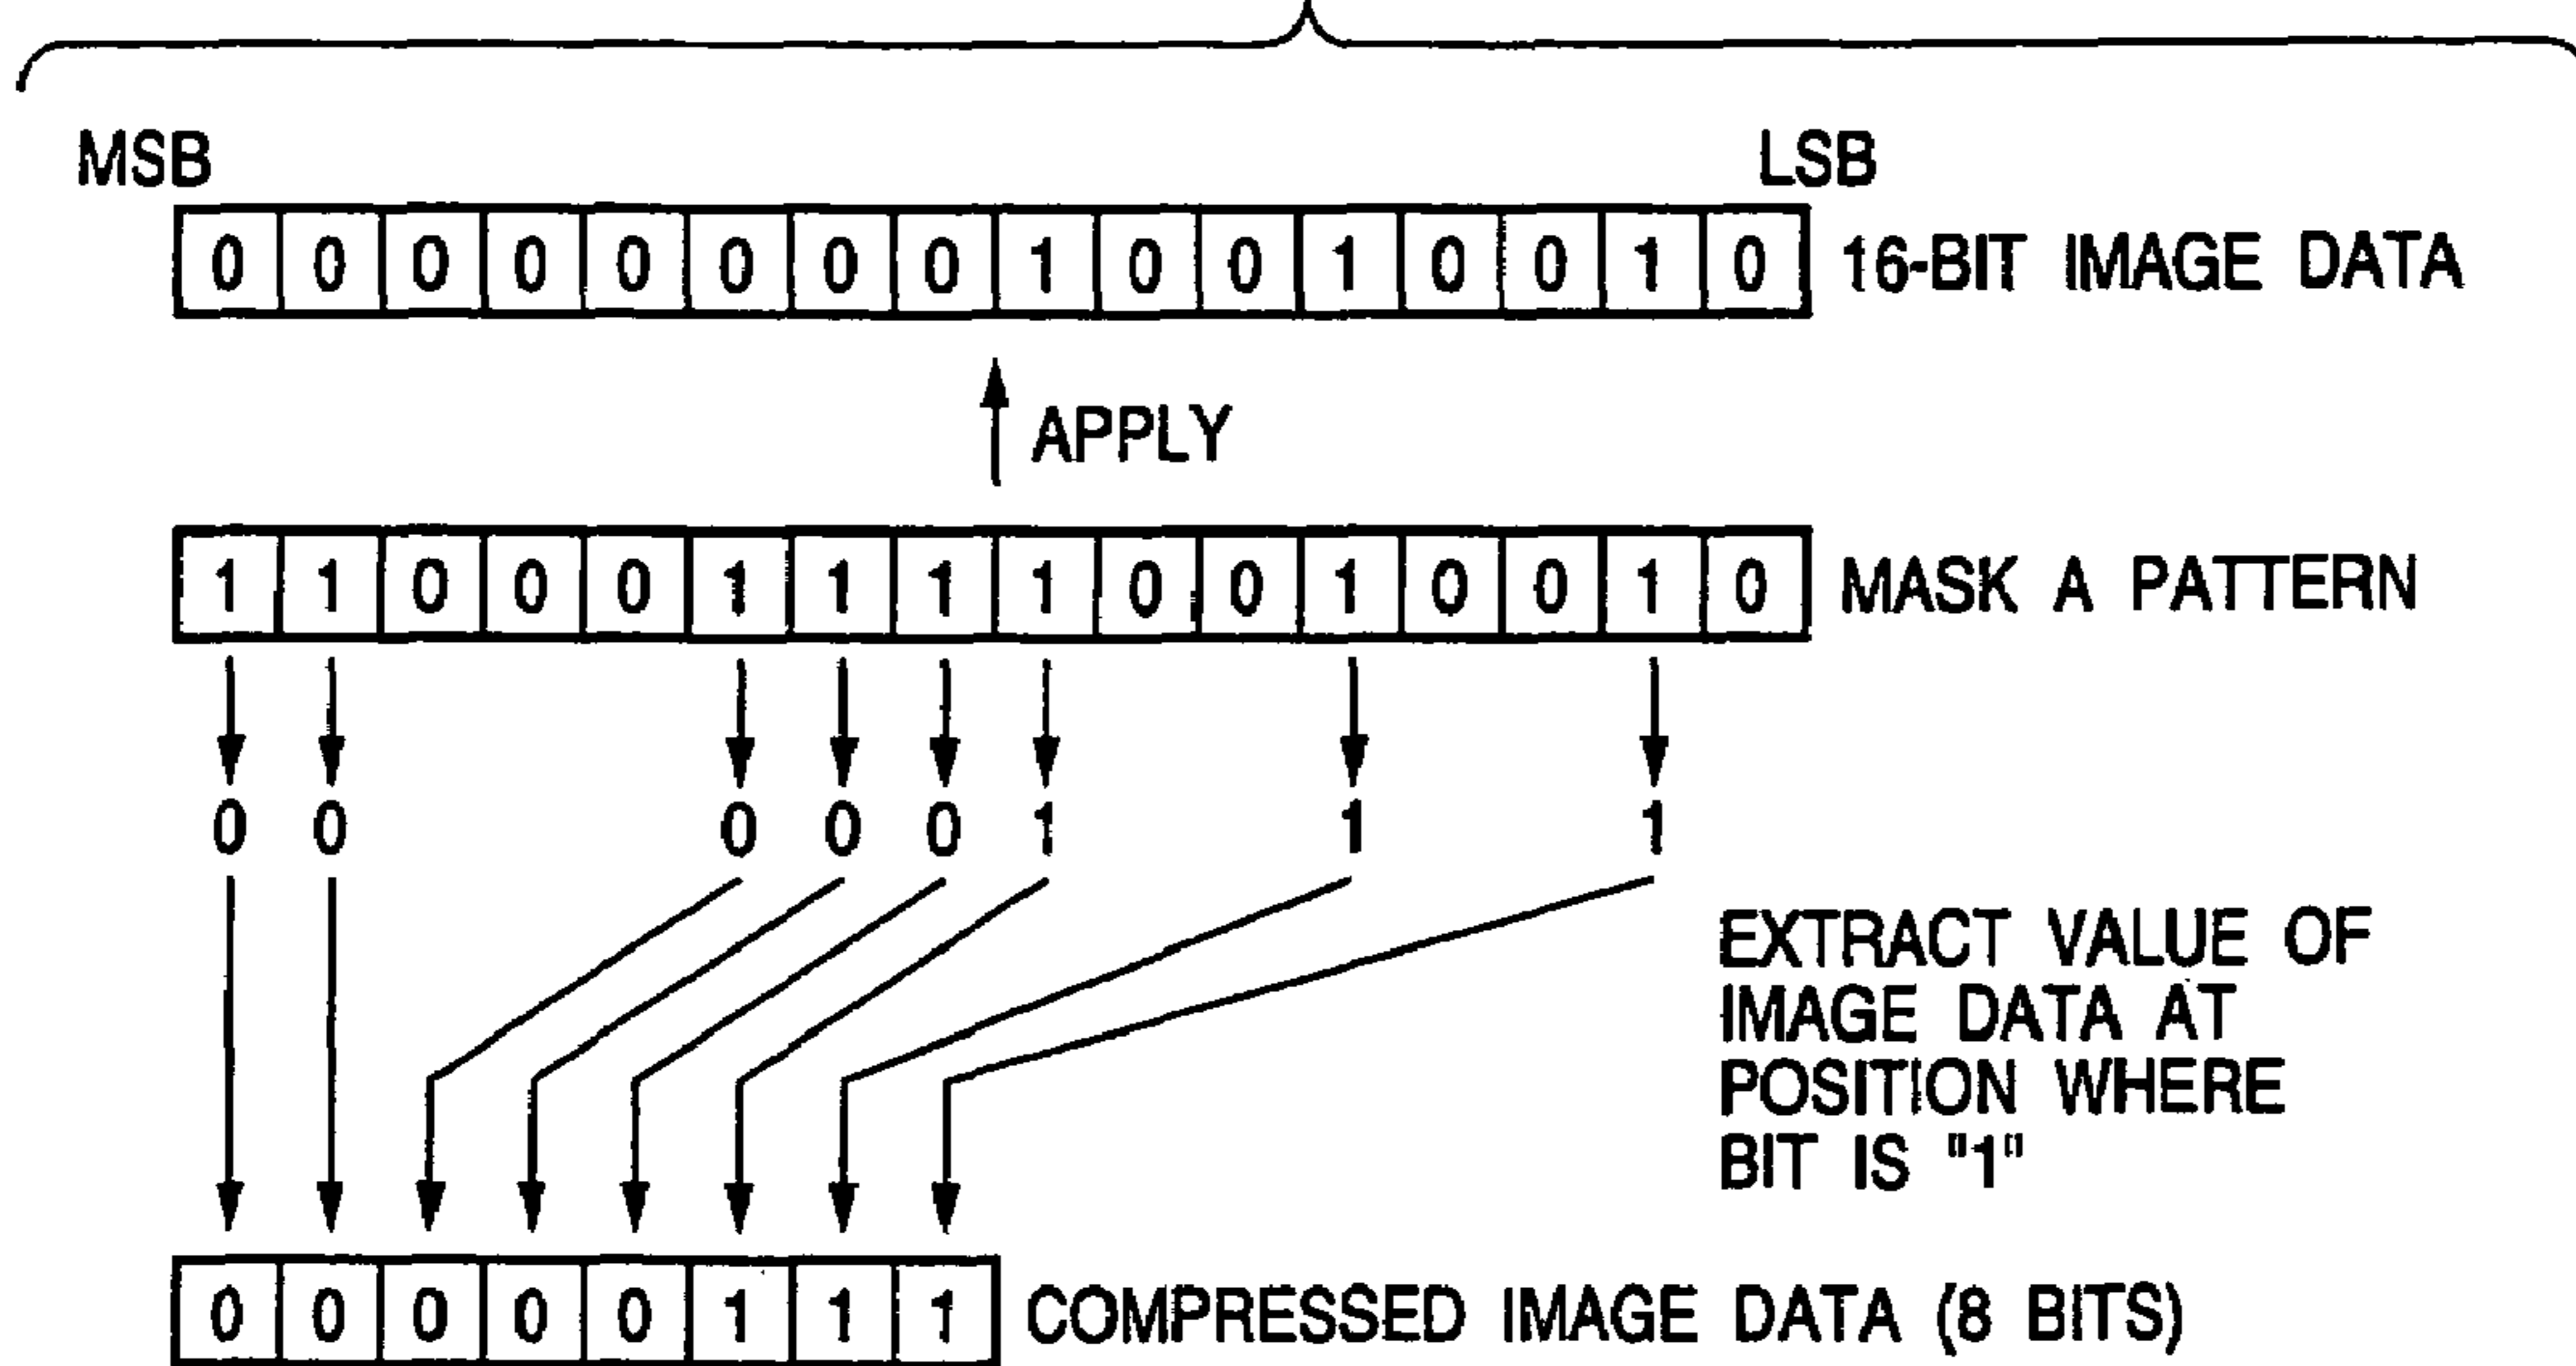 MSB LSB
0 0 0 0 0 0 0 0 1 0 0 1 0 0 1 0 16-BIT IMAGE DATA
APPLY
1 1 0 0 0 1 1 1 1 0 0 1 0 0 1 0 MASK A PATTERN
0 0 0 0 0 1 1 1
EXTRACT VALUE OF
IMAGE DATA AT
POSITION WHERE
BIT IS "1"
0 0 0 0 0 1 1 1 COMPRESSED IMAGE DATA (8 BITS)